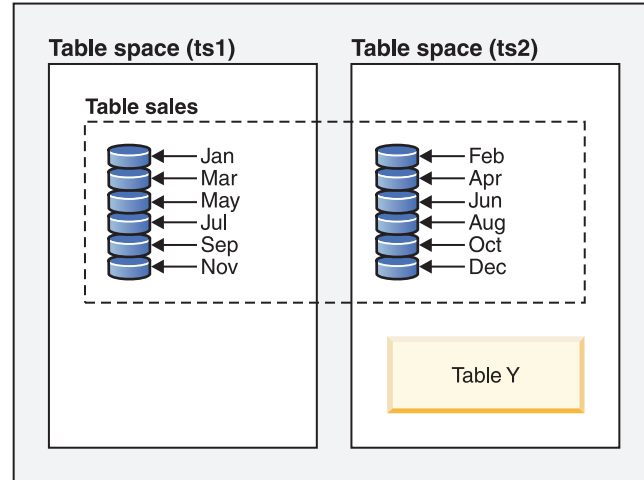 Table space (ts1)
Table space (ts2)
Table sales
Jan
Mar
May
Jul
Sep
Nov
Feb
Apr
Jun
Aug
Oct
Dec
Table Y